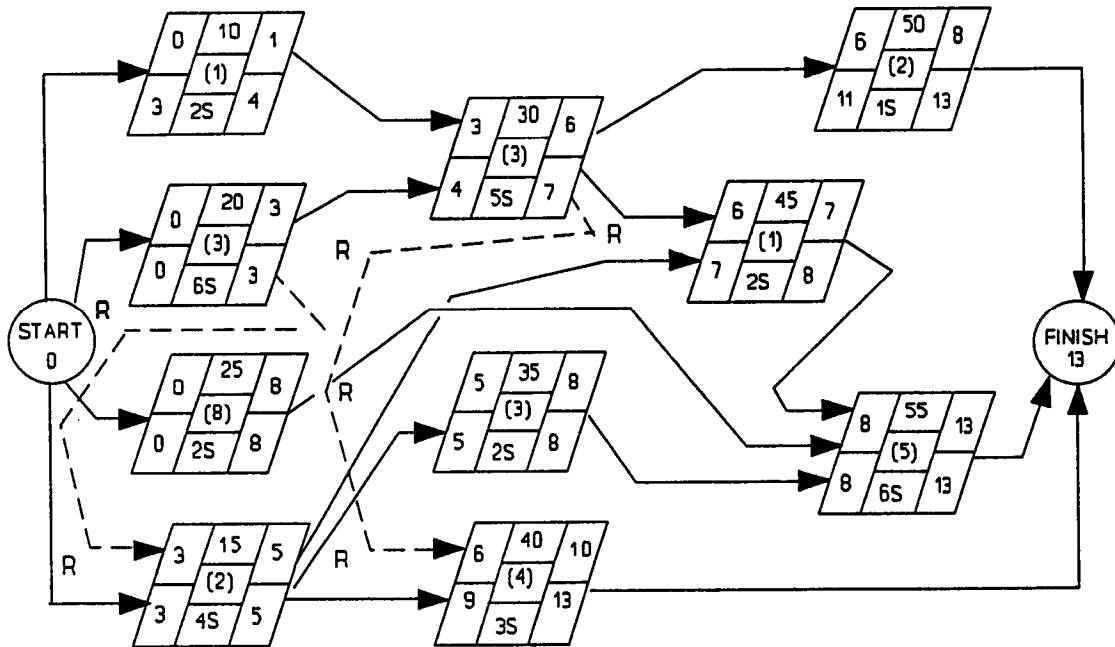 START
0
0 10 1
(1)
3 2S 4
0 20 3
(3)
0 6S 3
0 25 8
(8)
0 2S 8
3 15 5
(2)
3 4S 5
3 30 6
(3)
4 5S 7
5 35 8
(3)
5 2S 8
6 40 10
(4)
9 3S 13
6 45 7
(1)
7 2S 8
6 50 8
(2)
11 1S 13
8 55 13
(5)
8 6S 13
FINISH
13
R
R
R
R
R
R